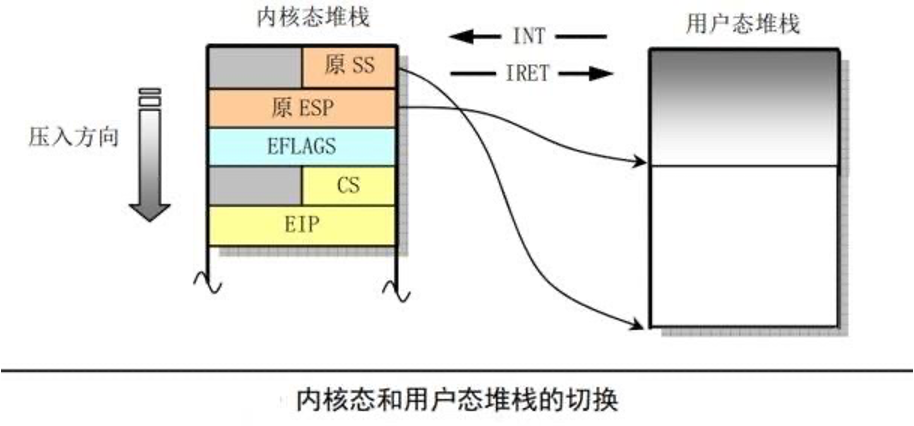 内核态堆栈
用户态堆栈
INT
IRET
压入方向
原 SS
原 ESP
EFLAGS
CS
EIP
内核态和用户态堆栈的切换